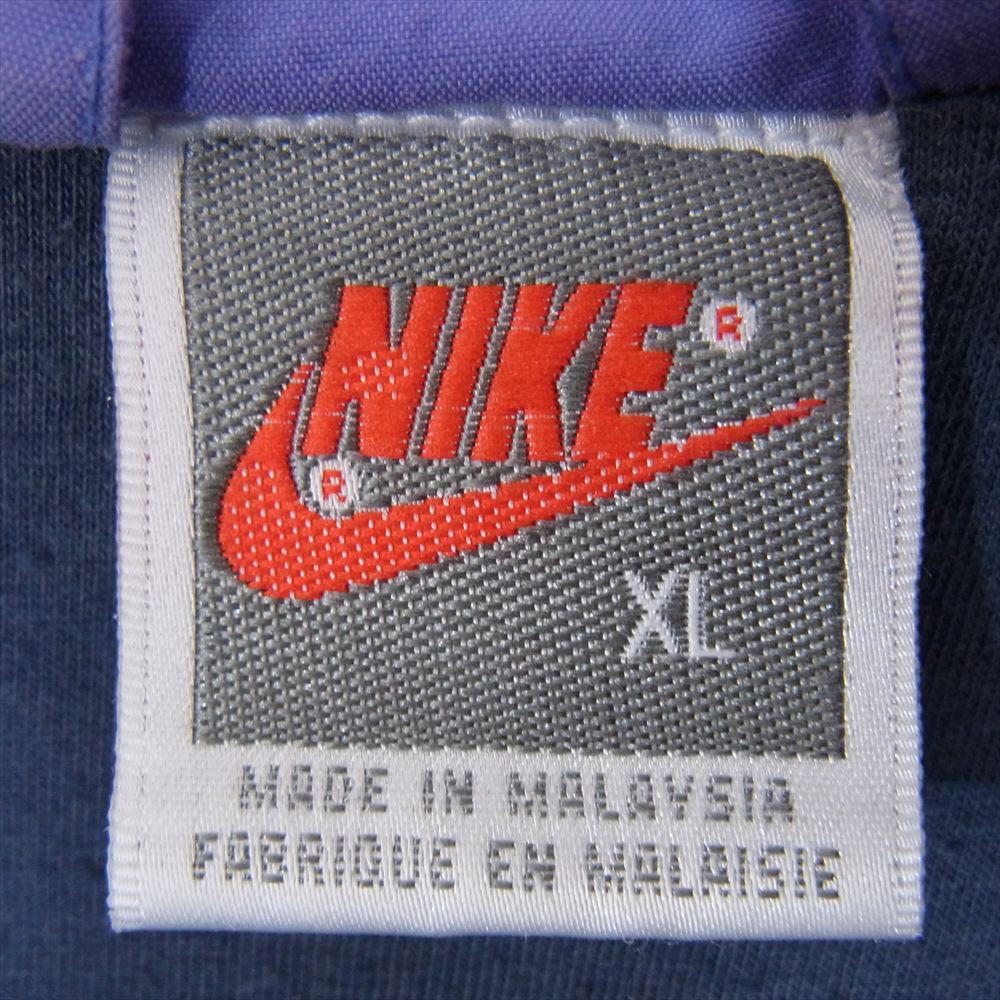 NIKE®
®
XL
MADE IN MALAYSIA
FABRIQUE EN MALAISIE